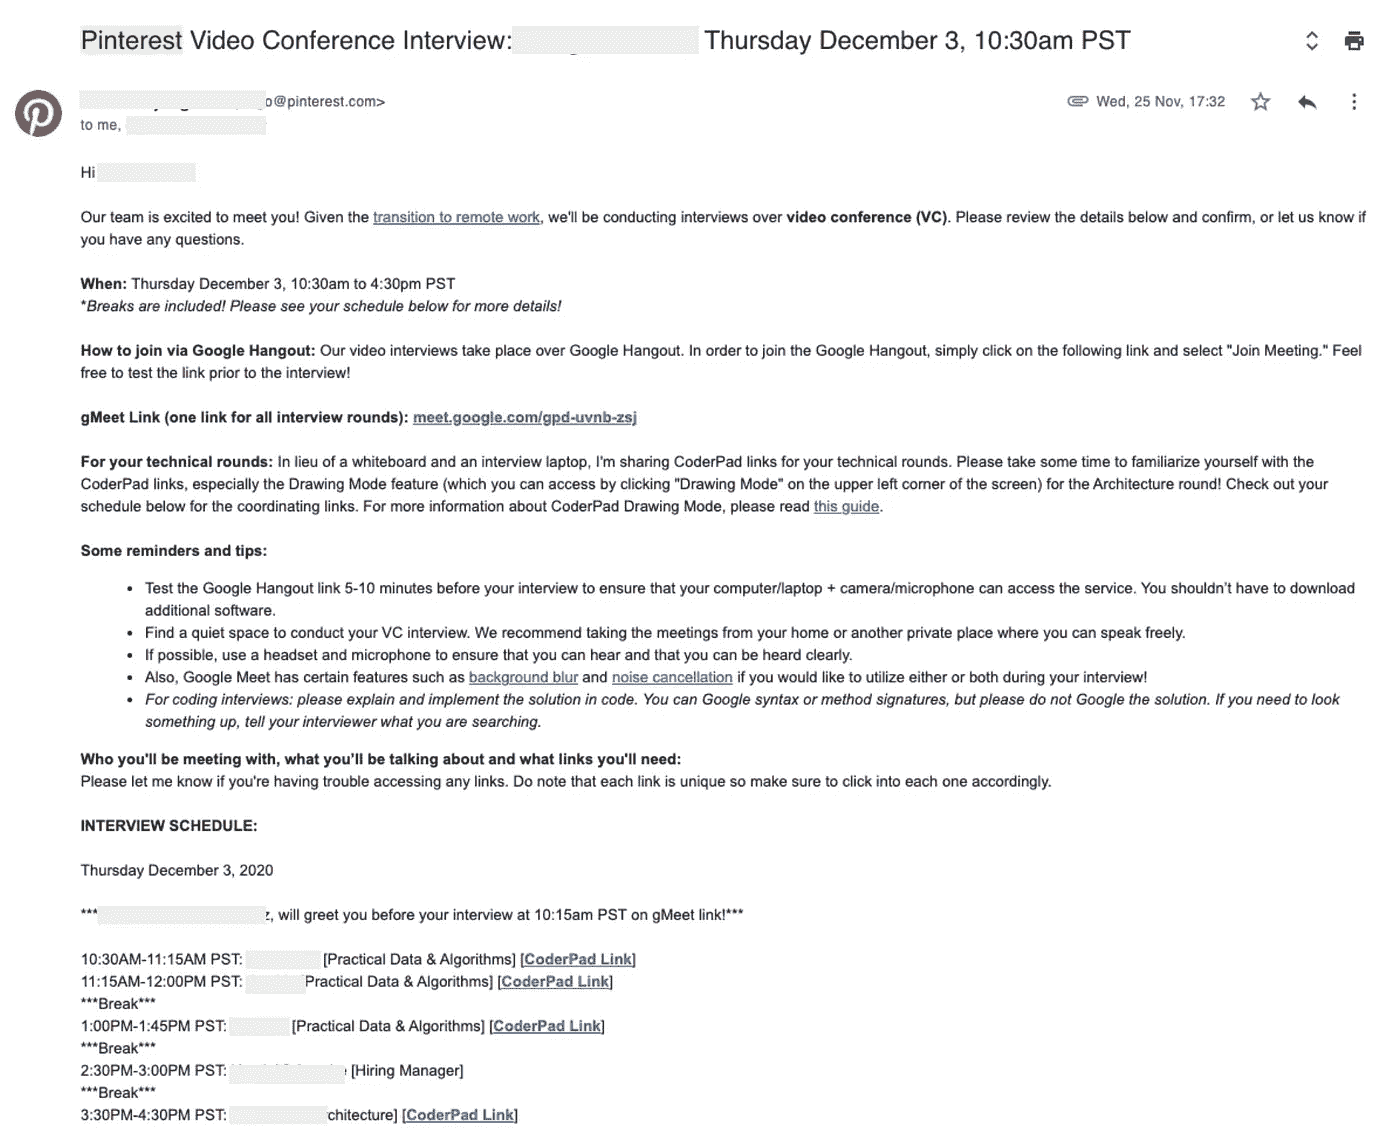 Pinterest Video Conference Interview: Thursday December 3, 10:30am PST
o@pinterest.com>
Wed, 25 Nov, 17:32
to me,
Hi
Our team is excited to meet you! Given the transition to remote work, we'll be conducting interviews over video conference (VC). Please review the details below and confirm, or let us know if
you have any questions.
When: Thursday December 3, 10:30am to 4:30pm PST
*Breaks are included! Please see your schedule below for more details!
How to join via Google Hangout: Our video interviews take place over Google Hangout. In order to join the Google Hangout, simply click on the following link and select "Join Meeting." Feel
free to test the link prior to the interview!
gMeet Link (one link for all interview rounds): meet.google.com/gpd-uvnb-zsj
For your technical rounds: In lieu of a whiteboard and an interview laptop, I'm sharing CoderPad links for your technical rounds. Please take some time to familiarize yourself with the
CoderPad links, especially the Drawing Mode feature (which you can access by clicking "Drawing Mode" on the upper left corner of the screen) for the Architecture round! Check out your
schedule below for the coordinating links. For more information about CoderPad Drawing Mode, please read this guide.
Some reminders and tips:
• Test the Google Hangout link 5-10 minutes before your interview to ensure that your computer/laptop + camera/microphone can access the service. You shouldn’t have to download
additional software.
• Find a quiet space to conduct your VC interview. We recommend taking the meetings from your home or another private place where you can speak freely.
• If possible, use a headset and microphone to ensure that you can hear and that you can be heard clearly.
• Also, Google Meet has certain features such as background blur and noise cancellation if you would like to utilize either or both during your interview!
• For coding interviews: please explain and implement the solution in code. You can Google syntax or method signatures, but please do not Google the solution. If you need to look
something up, tell your interviewer what you are searching.
Who you'll be meeting with, what you’ll be talking about and what links you'll need:
Please let me know if you're having trouble accessing any links. Do note that each link is unique so make sure to click into each one accordingly.
INTERVIEW SCHEDULE:
Thursday December 3, 2020
*** z, will greet you before your interview at 10:15am PST on gMeet link!***
10:30AM-11:15AM PST: [Practical Data & Algorithms] [CoderPad Link]
11:15AM-12:00PM PST: Practical Data & Algorithms] [CoderPad Link]
***Break***
1:00PM-1:45PM PST: [Practical Data & Algorithms] [CoderPad Link]
***Break***
2:30PM-3:00PM PST: [Hiring Manager]
***Break***
3:30PM-4:30PM PST: chitecture] [CoderPad Link]